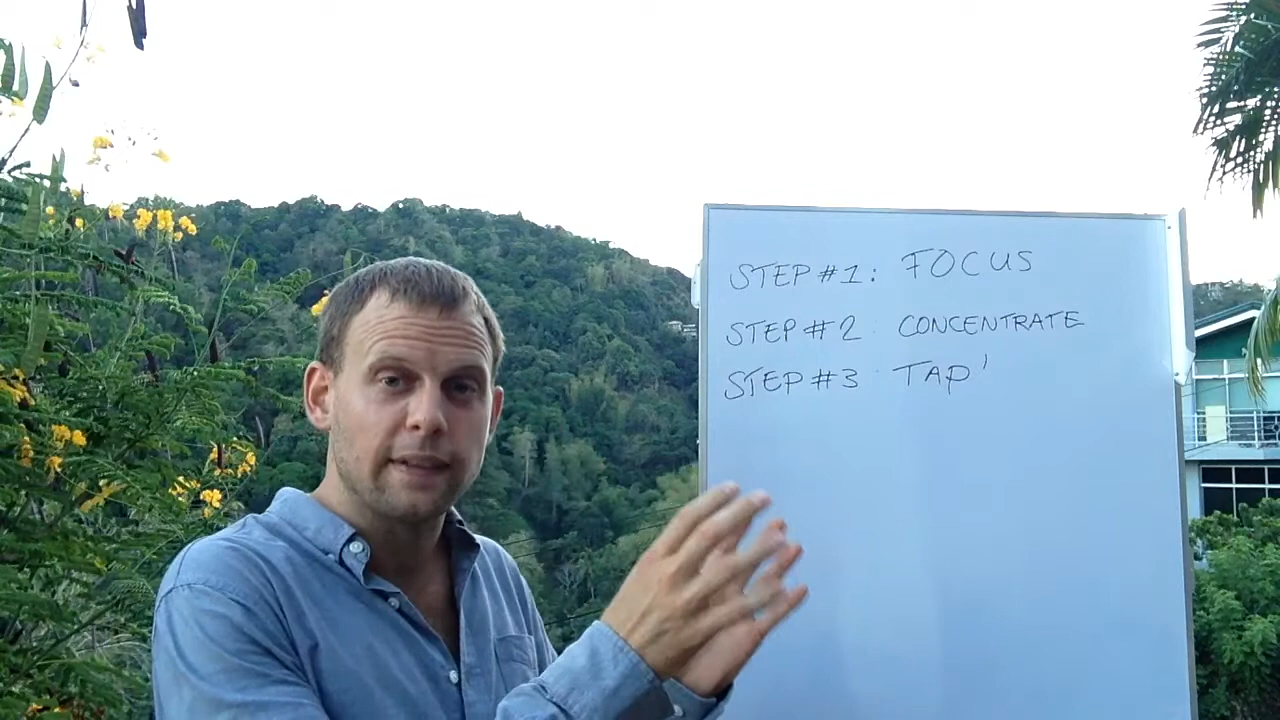 STEP #1: FOCUS
STEP #2: CONCENTRATE
STEP #3: TAP'